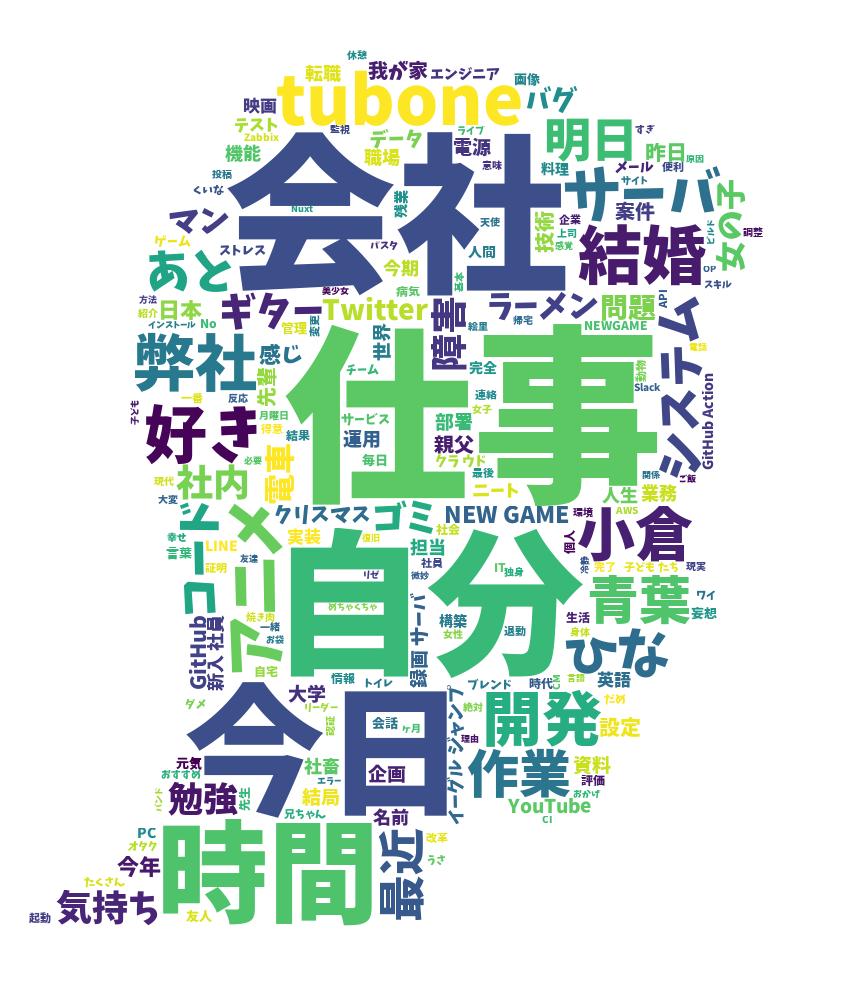 休憩
転職
我が家
エンジニア
画像
映画
tubone
バグ
テスト
Zabbix
監視
データ
ライブ
電源
明日
昨日
すぎ
機能
職場
意味
料理
メール
便利
原因
投稿
会社
サーバ
サイト
女の子
くいな
Nuxt
残業
天使
技術
企業
案件
マン
上司
感覚
結婚
ビルド
調整
ゲーム
ストレス
パスタ
人間
あと
今期
病気
OP
スキル
美少女
方法
紹介
日本
ギター
Twitter
障害
ラーメン
問題
API
システム
インストール
No
管理
変更
世界
絵里
帰宅
NEWGAME
弊社
感じ
完全
動物
電話
先輩
チーム
仕事
連絡
女子
Slack
GitHub Action
一番
反応
子ども
好き
月曜日
得意
結果
サービス
運用
部署
親父
必要
毎日
クラウド
最後
関係
ご飯
現代
社内
電車
ニート
人生
業務
大変
コード
アニメ
クリスマス
ゴミ
NEW GAME
環境
AWS
小倉
幸せ
言葉
LINE
実装
復旧
社会
担当
個人
証明
友達
自分
リゼ
社員
微妙
IT
独身
完了
子どもたち
現実
青葉
ワイ
妄想
めちゃくちゃ
焼き肉
一緒
お袋
構築
女性
退勤
生活
身体
GitHub
新入 社員
録画 サーバ
ひな
自宅
情報
トイレ
ブレンド
時代
CM
言語
英語
ダメ
今日
大学
リーダー
認証
会話
ヶ月
イーグル ジャンプ
絶対
理由
開発
だめ
設定
元気
おすすめ
社畜
エラー
企画
作業
資料
評価
おかげ
バンド
勉強
先生
結局
兄ちゃん
名前
YouTube
CI
PC
オタク
時間
最近
改革
今年
うさ
たくさん
気持ち
友人
起動